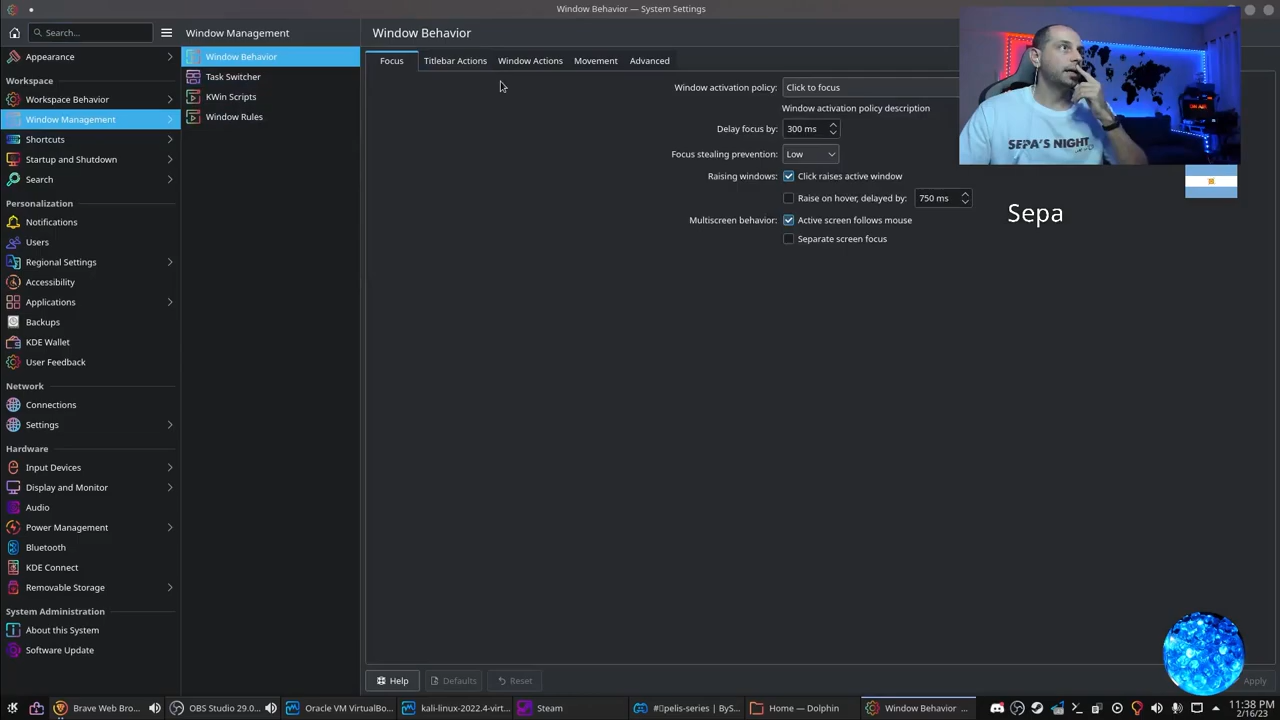 Window Behavior — System Settings
Search...
Window Management
Window Behavior
Appearance
Workspace
Workspace Behavior
Window Management
Shortcuts
Startup and Shutdown
Search
Personalization
Notifications
Users
Regional Settings
Accessibility
Applications
Backups
KDE Wallet
User Feedback
Network
Connections
Settings
Hardware
Input Devices
Display and Monitor
Audio
Power Management
Bluetooth
KDE Connect
Removable Storage
System Administration
About this System
Software Update
Window Behavior
Task Switcher
KWin Scripts
Window Rules
Focus
Titlebar Actions
Window Actions
Movement
Advanced
Window activation policy: Click to focus
Window activation policy description
Delay focus by: 300 ms
Focus stealing prevention: Low
Raising windows: Click raises active window
Raise on hover, delayed by: 750 ms
Multiscreen behavior: Active screen follows mouse
Separate screen focus
SEPA'S NIGHT
Sepa
Help
Defaults
Reset
Apply
Brave Web Bro...
OBS Studio 29.0...
Oracle VM VirtualBo...
kali-linux-2022.4-virt...
Steam
pelis-series | ByS...
Home — Dolphin
Window Behavior ...
11:38 PM
2/16/23